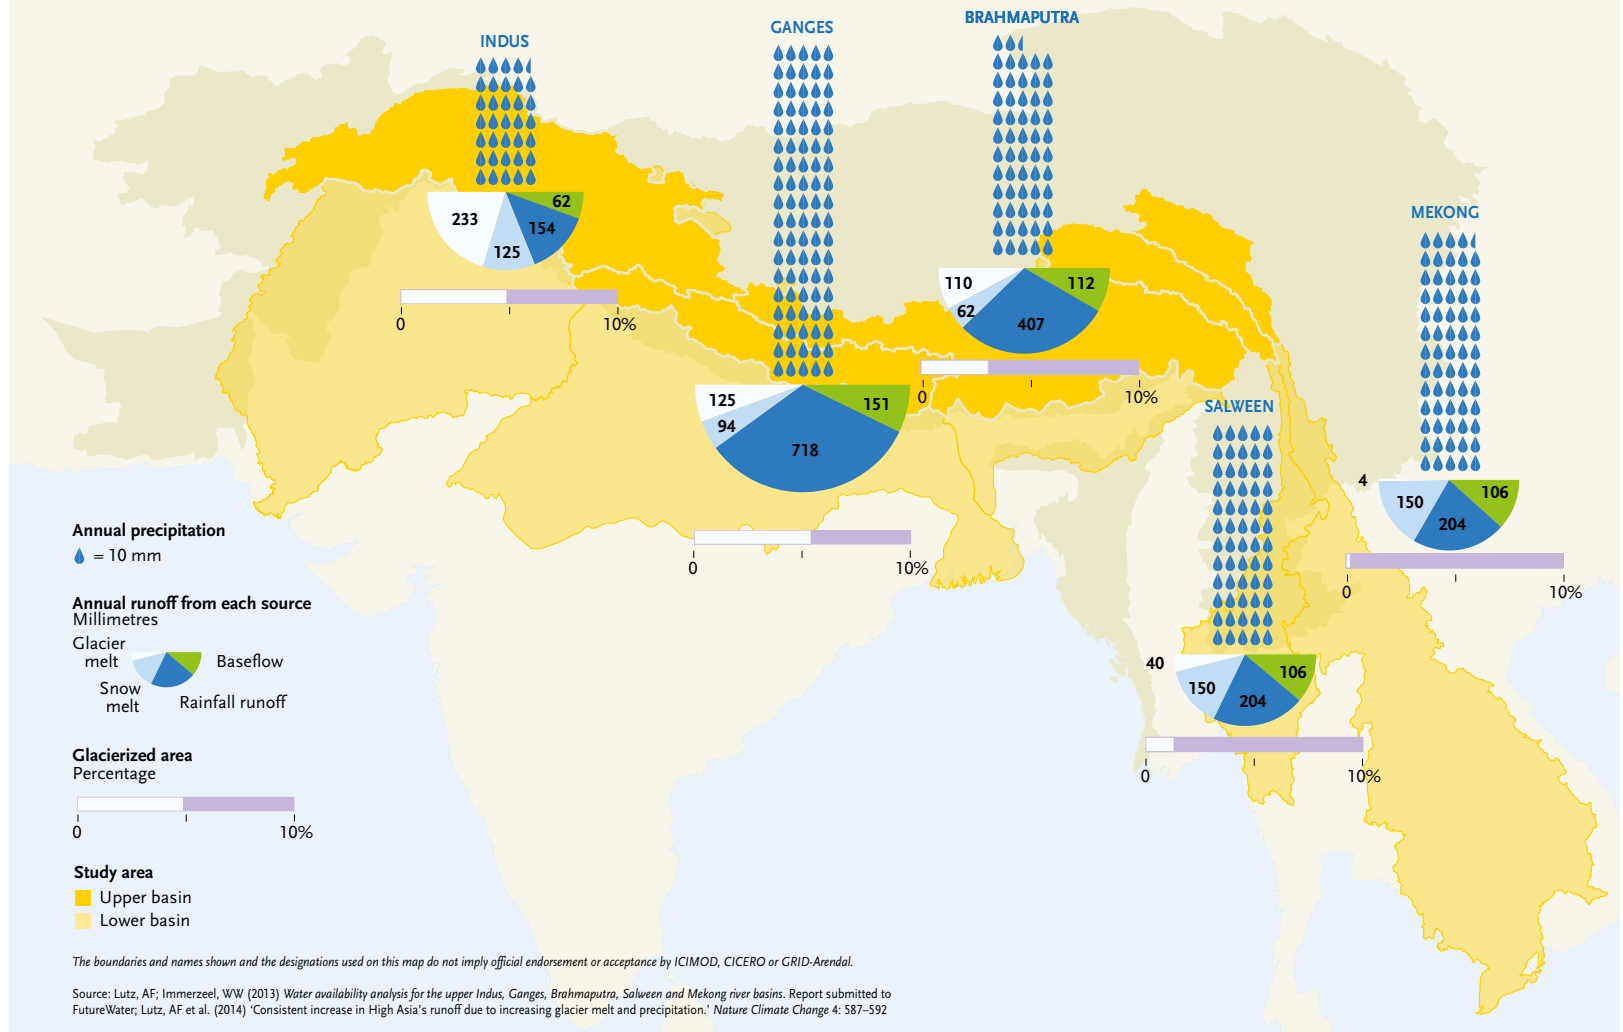 BRAHMAPUTRA
GANGES
INDUS
MEKONG
SALWEEN
233
125
154
62
0
10%
125
94
718
151
0
10%
110
62
407
112
0
10%
4
150
204
106
0
10%
40
150
204
106
0
10%
Annual precipitation
= 10 mm
Annual runoff from each source
Millimetres
Glacier
melt
Baseflow
Snow
melt
Rainfall runoff
Glacierized area
Percentage
0
10%
Study area
Upper basin
Lower basin
The boundaries and names shown and the designations used on this map do not imply official endorsement or acceptance by ICIMOD, CICERO or GRID-Arendal.
Source: Lutz, AF; Immerzeel, WW (2013) Water availability analysis for the upper Indus, Ganges, Brahmaputra, Salween and Mekong river basins. Report submitted to
FutureWater; Lutz, AF et al. (2014) ‘Consistent increase in High Asia’s runoff due to increasing glacier melt and precipitation.’ Nature Climate Change 4: 587–592